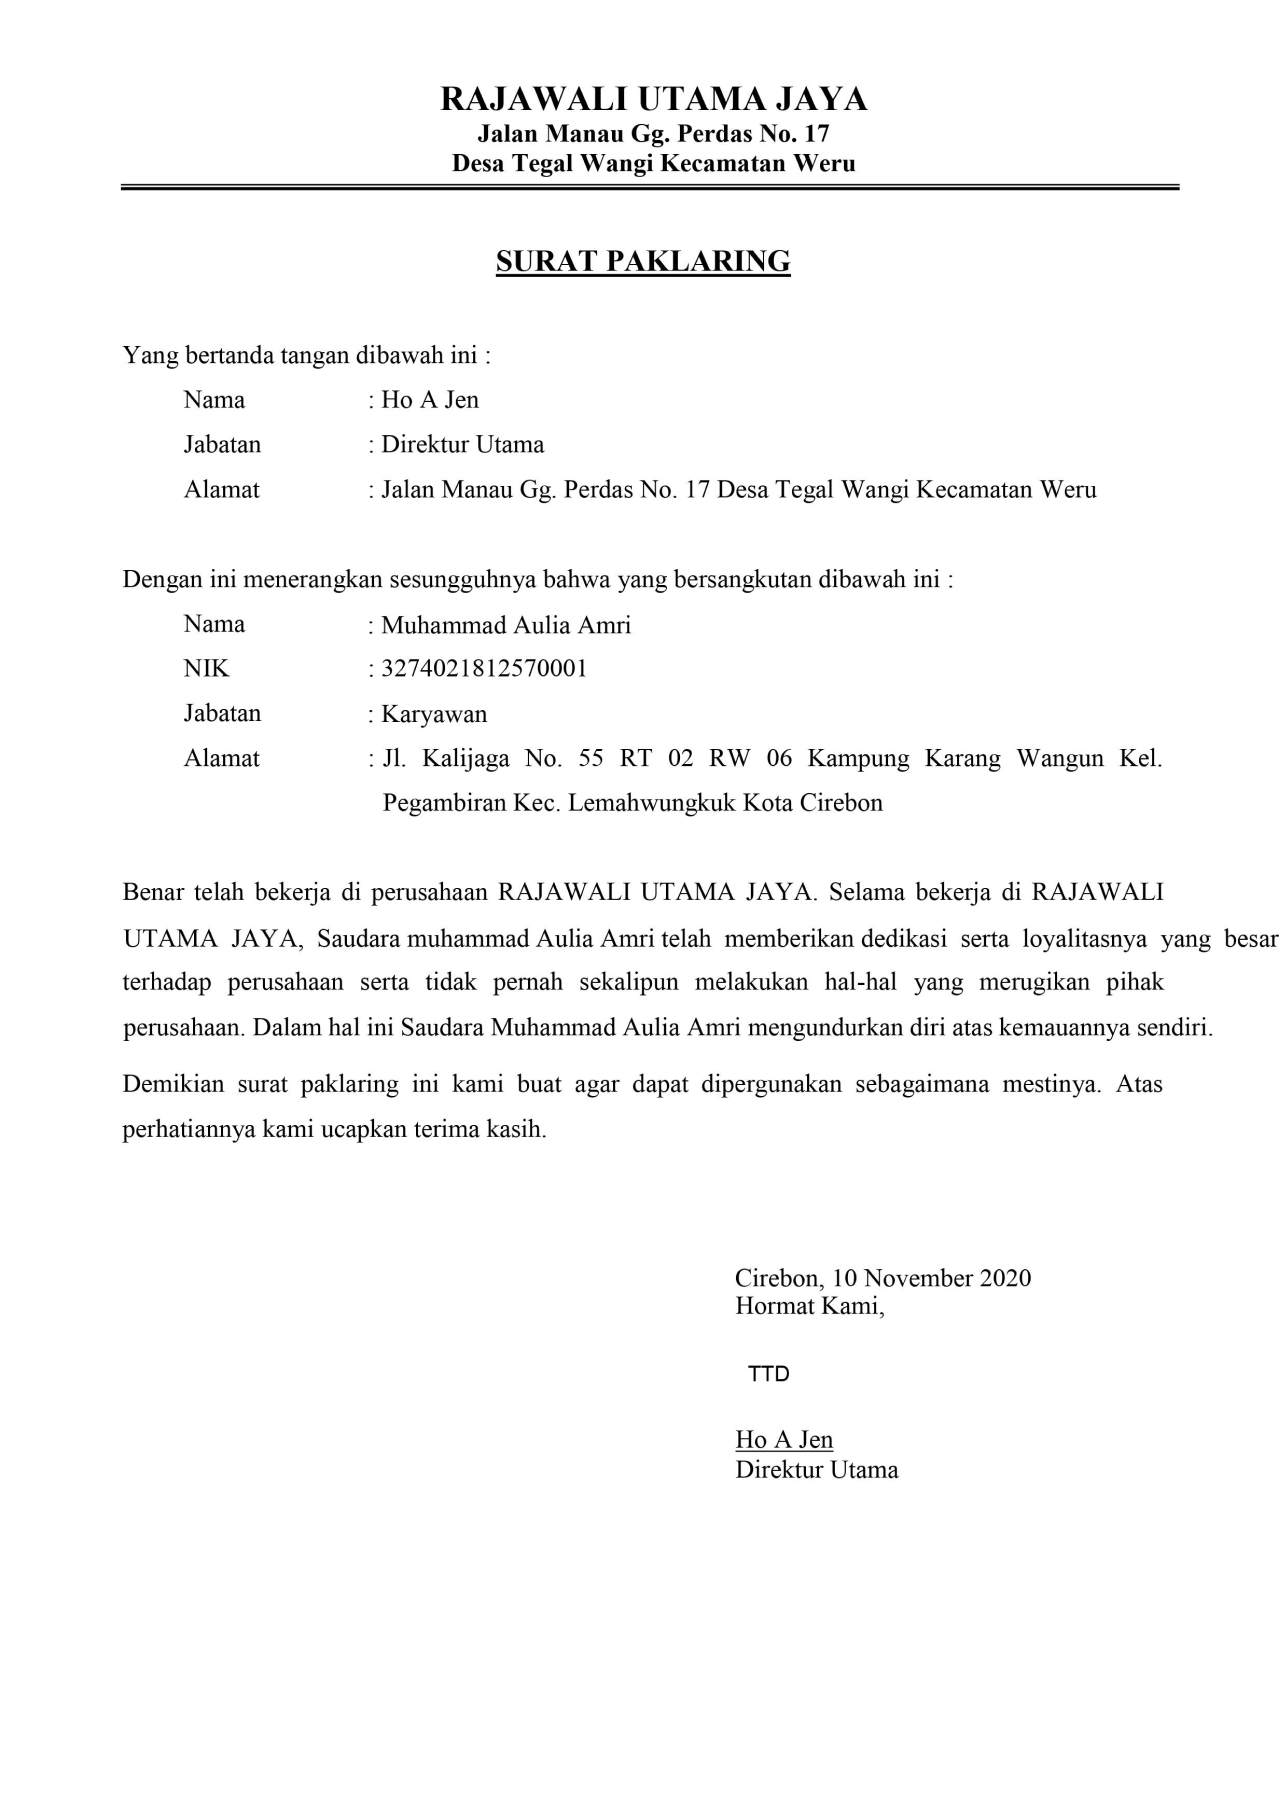 RAJAWALI UTAMA JAYA
Jalan Manau Gg. Perdas No. 17
Desa Tegal Wangi Kecamatan Weru
SURAT PAKLARING
Yang bertanda tangan dibawah ini :
Nama : Ho A Jen
Jabatan : Direktur Utama
Alamat : Jalan Manau Gg. Perdas No. 17 Desa Tegal Wangi Kecamatan Weru
Dengan ini menerangkan sesungguhnya bahwa yang bersangkutan dibawah ini :
Nama : Muhammad Aulia Amri
NIK : 3274021812570001
Jabatan : Karyawan
Alamat : Jl. Kalijaga No. 55 RT 02 RW 06 Kampung Karang Wangun Kel.
Pegambiran Kec. Lemahwungkuk Kota Cirebon
Benar telah bekerja di perusahaan RAJAWALI UTAMA JAYA. Selama bekerja di RAJAWALI
UTAMA JAYA, Saudara muhammad Aulia Amri telah memberikan dedikasi serta loyalitasnya yang besar
terhadap perusahaan serta tidak pernah sekalipun melakukan hal-hal yang merugikan pihak
perusahaan. Dalam hal ini Saudara Muhammad Aulia Amri mengundurkan diri atas kemauannya sendiri.
Demikian surat paklaring ini kami buat agar dapat dipergunakan sebagaimana mestinya. Atas
perhatiannya kami ucapkan terima kasih.
Cirebon, 10 November 2020
Hormat Kami,
TTD
Ho A Jen
Direktur Utama